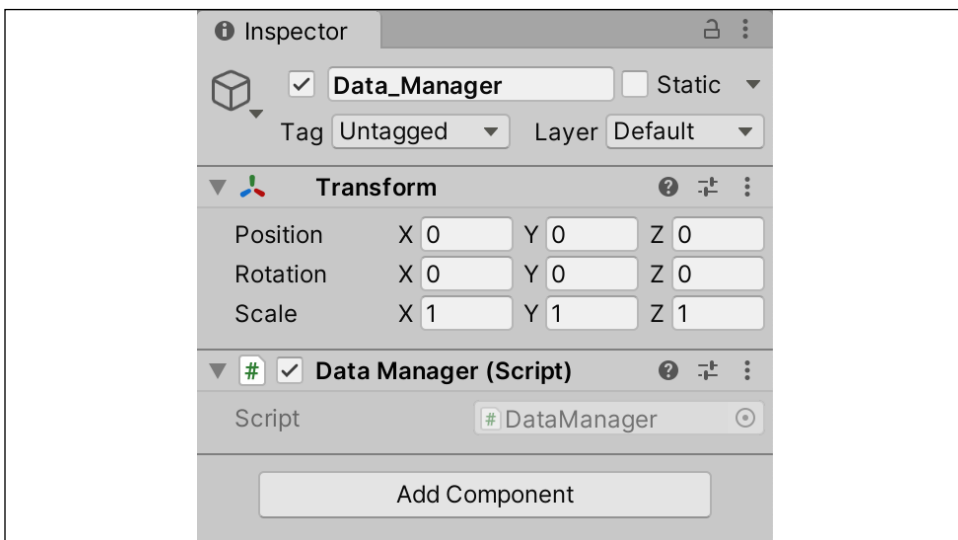 Inspector
Data_Manager Static
Tag Untagged Layer Default
Transform
Position X 0 Y 0 Z 0
Rotation X 0 Y 0 Z 0
Scale X 1 Y 1 Z 1
# Data Manager (Script)
Script # DataManager
Add Component